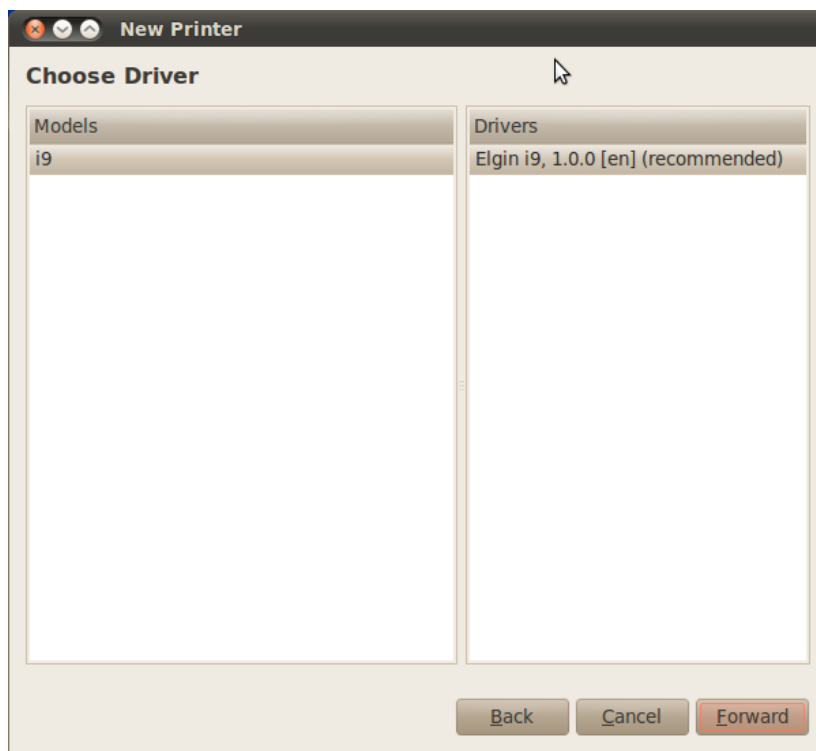 New Printer
Choose Driver
Models
Drivers
i9
Elgin i9, 1.0.0 [en] (recommended)
Back
Cancel
Forward